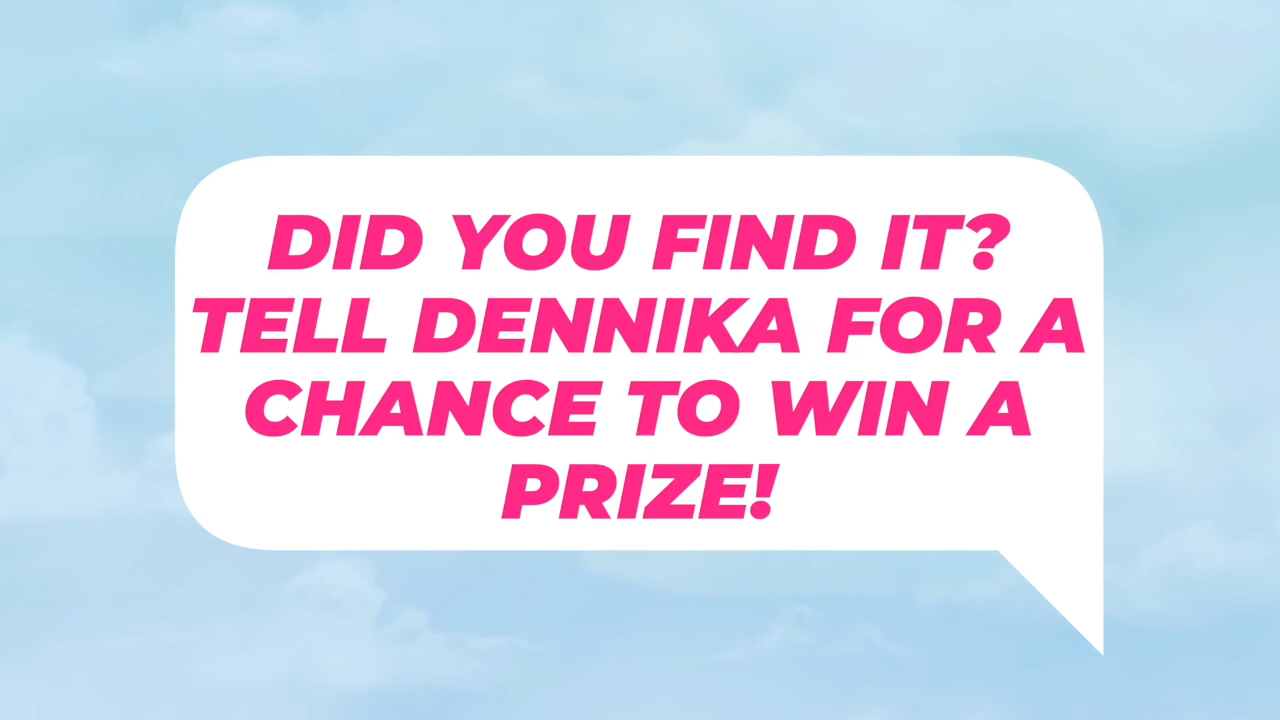 DID YOU FIND IT?
TELL DENNIKA FOR A
CHANCE TO WIN A
PRIZE!